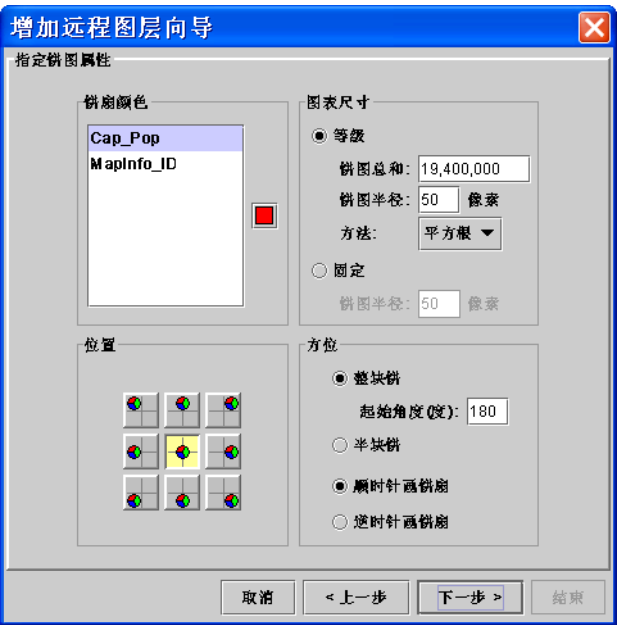 增加远程图层向导
指定饼图属性
饼扇颜色
Cap_Pop
MapInfo_ID
图表尺寸
等级
饼图总和: 19,400,000
饼图半径: 50 像素
方法: 平方根
固定
饼图半径: 50 像素
位置
方位
整块饼
起始角度(度): 180
半块饼
顺时针画饼扇
逆时针画饼扇
取消
< 上一步
下一步 >
结束